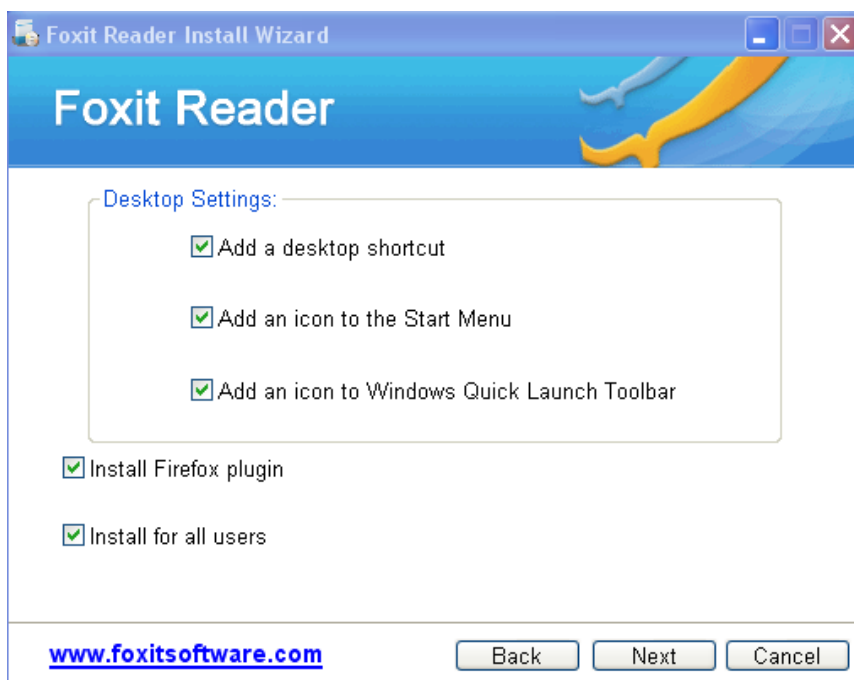 Foxit Reader Install Wizard
Foxit Reader
Desktop Settings:
Add a desktop shortcut
Add an icon to the Start Menu
Add an icon to Windows Quick Launch Toolbar
Install Firefox plugin
Install for all users
www.foxitsoftware.com
Back Next Cancel